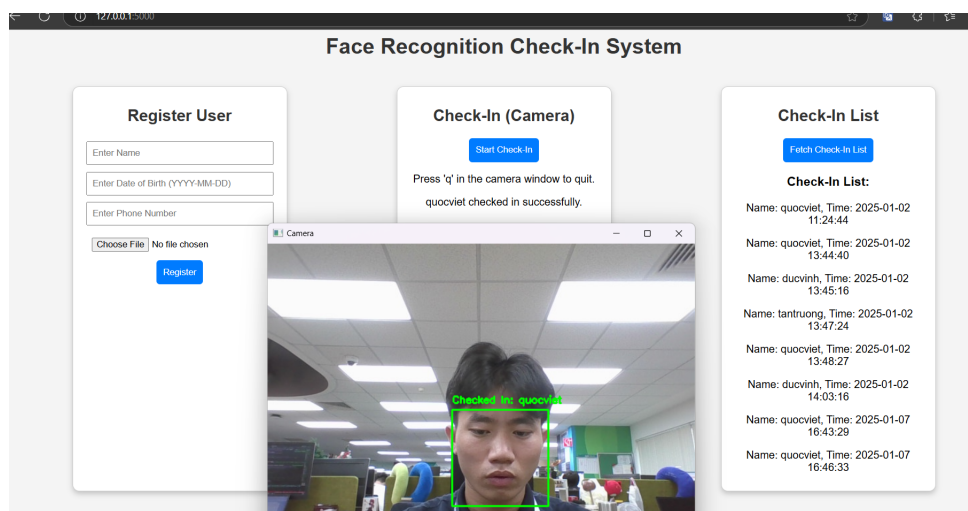 127.0.0.1:5000
Face Recognition Check-In System
Register User
Enter Name
Enter Date of Birth (YYYY-MM-DD)
Enter Phone Number
Choose File No file chosen
Register
Check-In (Camera)
Start Check-In
Press 'q' in the camera window to quit.
quocviet checked in successfully.
Camera
Checked In: quocviet
Check-In List
Fetch Check-In List
Check-In List:
Name: quocviet, Time: 2025-01-02
11:24:44
Name: quocviet, Time: 2025-01-02
13:44:40
Name: ducvinh, Time: 2025-01-02
13:45:16
Name: tantruong, Time: 2025-01-02
13:47:24
Name: quocviet, Time: 2025-01-02
13:48:27
Name: ducvinh, Time: 2025-01-02
14:03:16
Name: quocviet, Time: 2025-01-07
16:43:29
Name: quocviet, Time: 2025-01-07
16:46:33